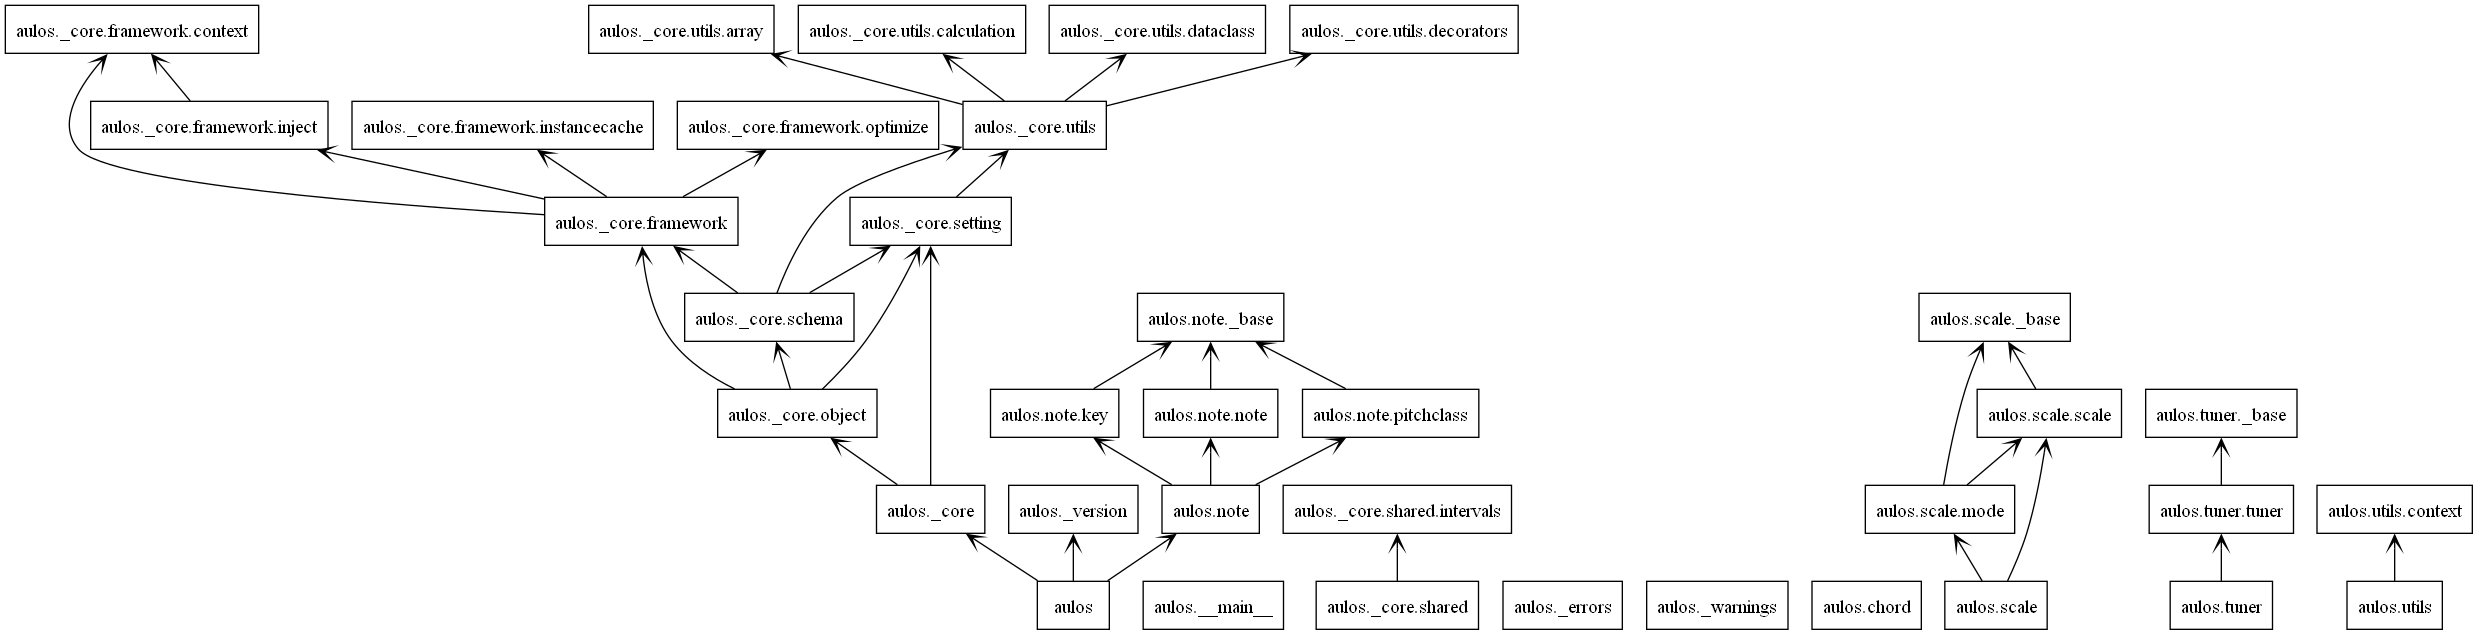 aulos._core.framework.context
aulos._core.utils.array
aulos._core.utils.calculation
aulos._core.utils.dataclass
aulos._core.utils.decorators
aulos._core.framework.inject
aulos._core.framework.instancecache
aulos._core.framework.optimize
aulos._core.utils
aulos._core.framework
aulos._core.setting
aulos._core.schema
aulos.note._base
aulos.scale._base
aulos._core.object
aulos.note.key
aulos.note.note
aulos.note.pitchclass
aulos.scale.scale
aulos.tuner._base
aulos._core
aulos._version
aulos.note
aulos._core.shared.intervals
aulos.scale.mode
aulos.tuner.tuner
aulos.utils.context
aulos
aulos.__main__
aulos._core.shared
aulos._errors
aulos._warnings
aulos.chord
aulos.scale
aulos.tuner
aulos.utils